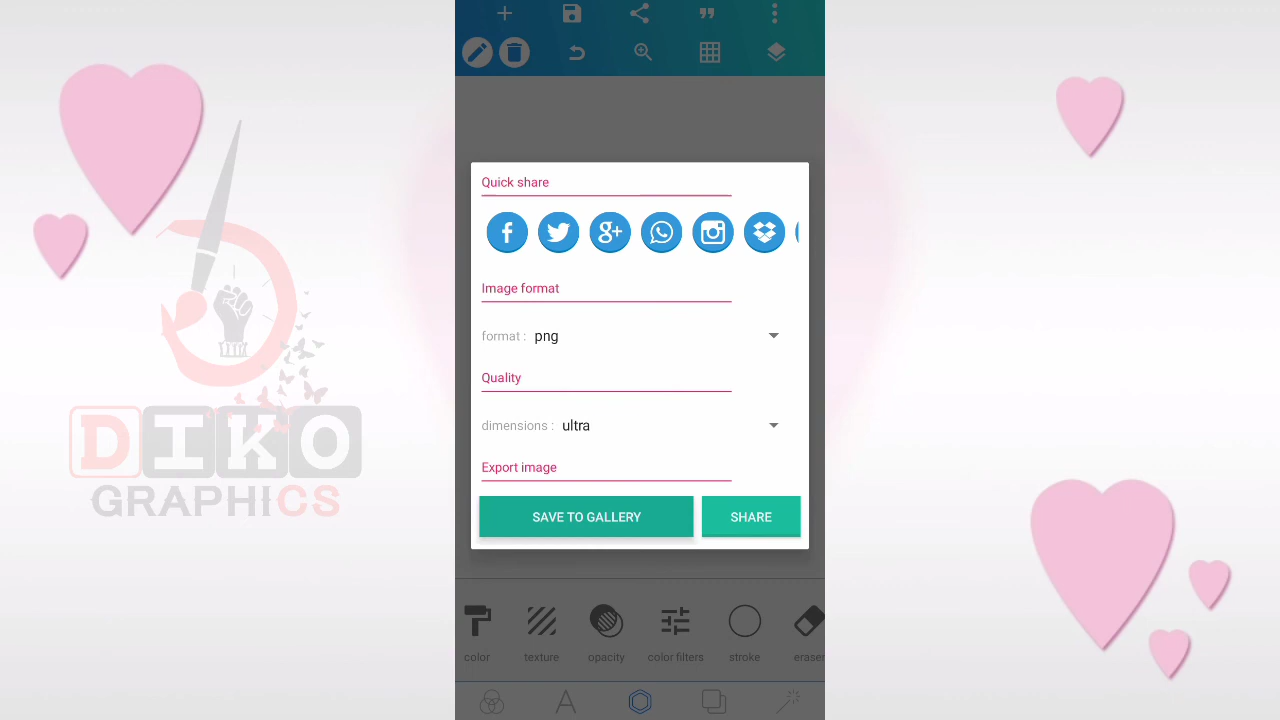 Quick share
Image format
format : png
Quality
dimensions : ultra
Export image
SAVE TO GALLERY SHARE
color texture opacity color filters stroke eraser
DIKO
GRAPHICS